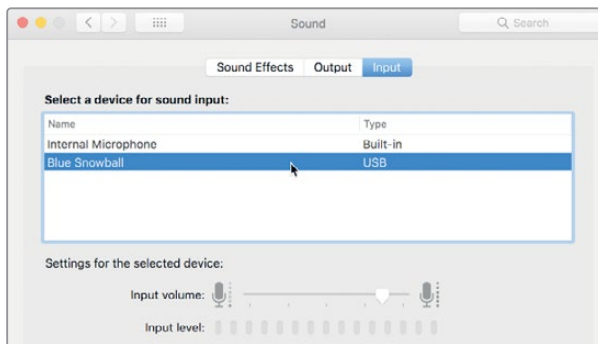 Sound
Search
Sound Effects Output Input
Select a device for sound input:
Name Type
Internal Microphone Built-in
Blue Snowball USB
Settings for the selected device:
Input volume:
Input level: